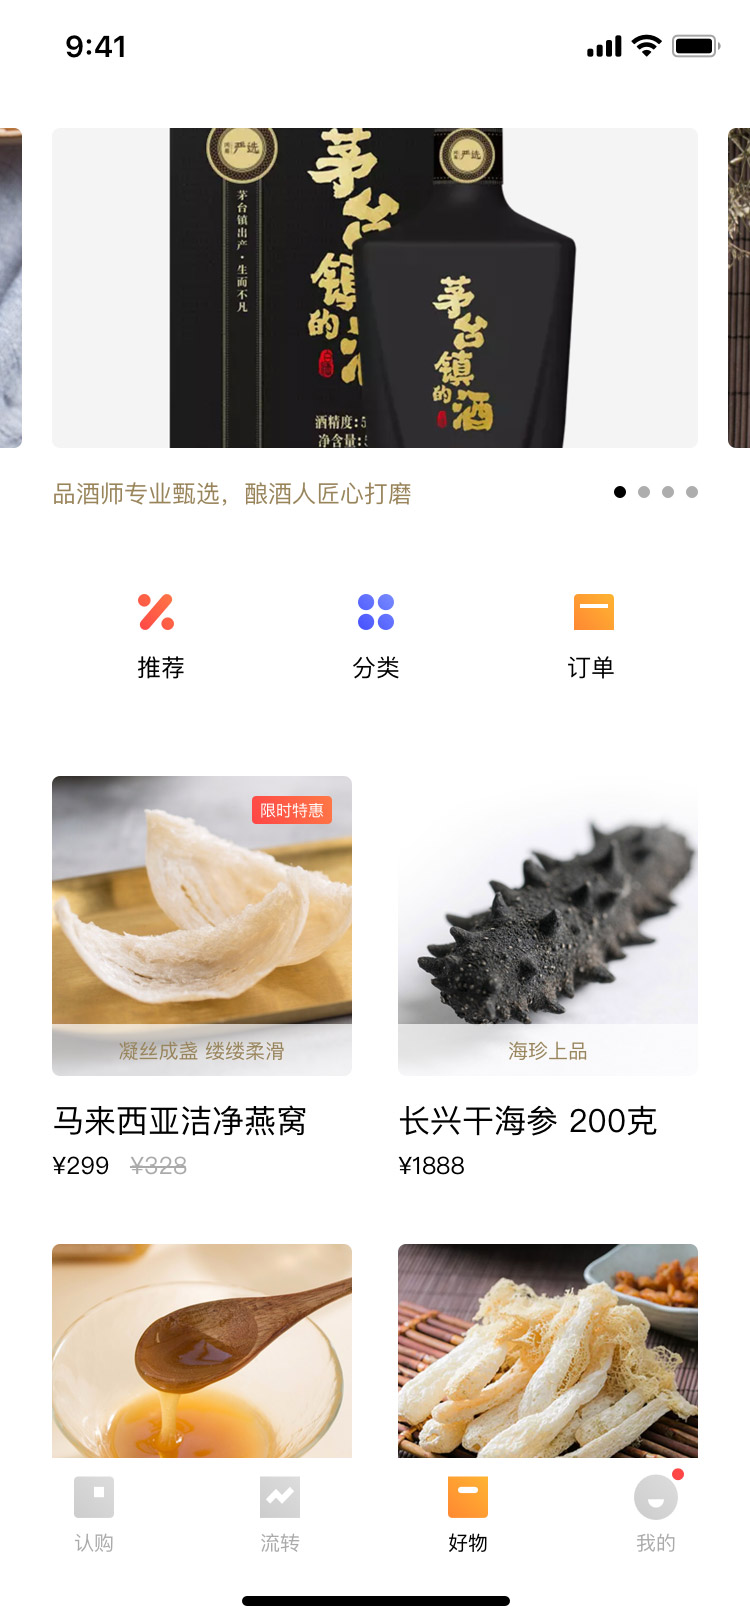 9:41
严选
茅台镇出产·生而不凡
茅台镇的酒
酒精度:5
净含量:
严选
茅台镇的酒
品酒师专业甄选，酿酒人匠心打磨
推荐
分类
订单
限时特惠
凝丝成盏 缕缕柔滑
海珍上品
马来西亚洁净燕窝
长兴干海参 200克
¥299 ¥328
¥1888
认购
流转
好物
我的